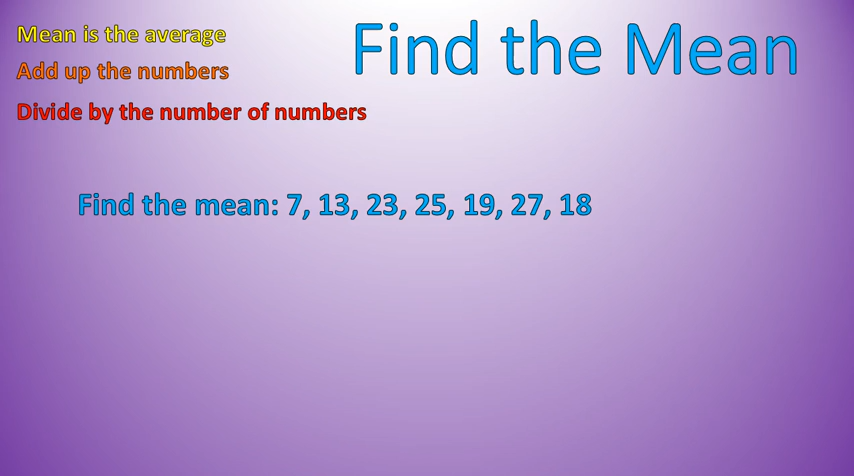 Mean is the average
Find the Mean
Add up the numbers
Divide by the number of numbers
Find the mean: 7, 13, 23, 25, 19, 27, 18